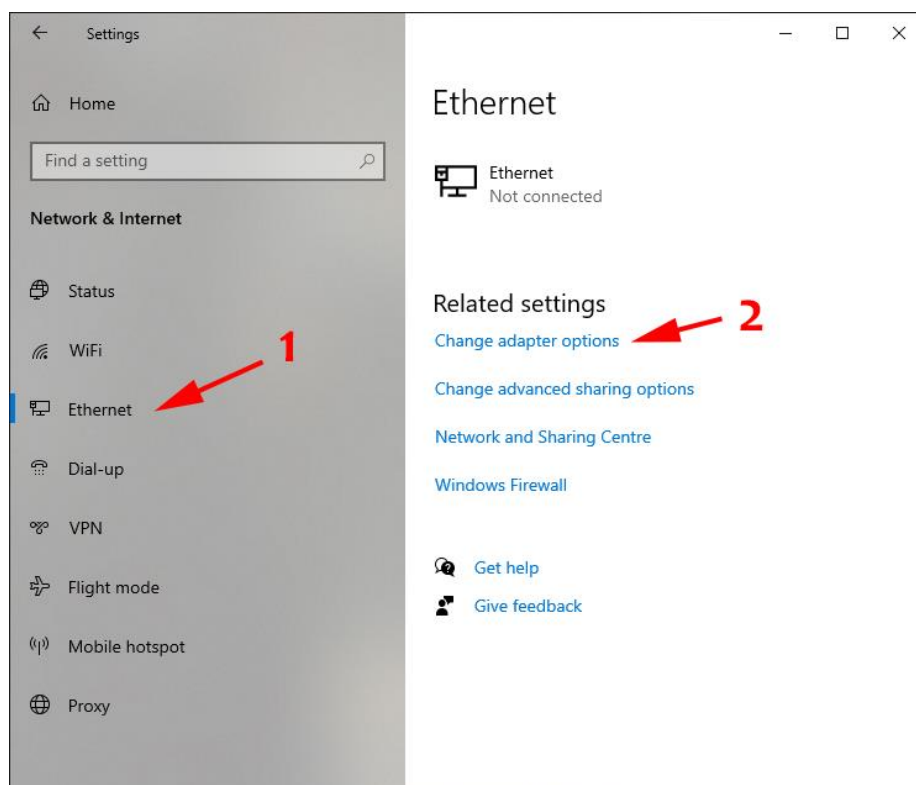 Settings
Home
Find a setting
Network & Internet
Status
WiFi
Ethernet
Dial-up
VPN
Flight mode
Mobile hotspot
Proxy
1
Ethernet
Ethernet
Not connected
Related settings
Change adapter options
2
Change advanced sharing options
Network and Sharing Centre
Windows Firewall
Get help
Give feedback